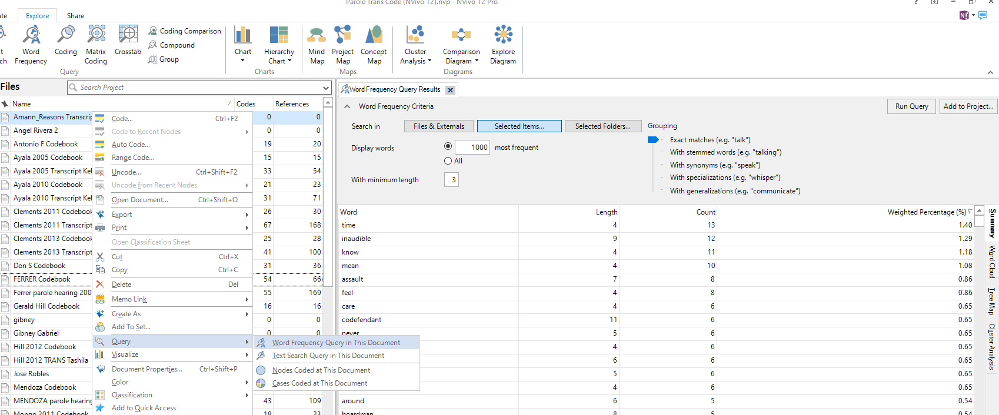 Parole Trans Code (NVivo 12).nvp - NVivo 12 Pro
Explore
Share
Word Frequency
Coding
Matrix Coding
Crosstab
Coding Comparison
Compound
Group
Query
Chart
Hierarchy Chart
Charts
Mind Map
Project Map
Concept Map
Maps
Cluster Analysis
Comparison Diagram
Explore Diagram
Diagrams
Files
Search Project
Name Codes References
Amann_Reasons Transcrip 0 0
Angel Rivera 2 0 0
Antonio F Codebook 19 20
Ayala 2005 Codebook 15 15
Ayala 2005 Transcript Kel 33 54
Ayala 2010 Codebook 21 23
Ayala 2010 Transcript Kel 31 71
Clements 2011 Codebook 26 30
Clements 2011 Transcript 67 168
Clements 2013 Codebook 25 28
Clements 2013 Transcript 41 100
Don S Codebook 31 36
FERRER Codebook 54 66
Ferrer parole hearing 200 55 169
Gerald Hill Codebook 16 16
gibney 0 0
Gibney Gabriel 0 0
Hill 2012 Codebook
Hill 2012 TRANS Tashila
Jose Robles
Mendoza Codebook
MENDOZA parole hearing 43 109
Mongo 2011 Codebook 18 23
Code... Ctrl+F2
Code to Recent Nodes
Auto Code...
Range Code...
Uncode... Ctrl+Shift+F2
Uncode from Recent Nodes
Open Document... Ctrl+Shift+O
Export
Print
Open Classification Sheet
Cut Ctrl+X
Copy Ctrl+C
Delete Del
Memo Link
Create As
Add To Set...
Query
Visualize
Document Properties... Ctrl+Shift+P
Color
Classification
Add to Quick Access
Word Frequency Query in This Document
Text Search Query in This Document
Nodes Coded at This Document
Cases Coded at This Document
Word Frequency Query Results
Word Frequency Criteria
Run Query
Add to Project...
Search in Files & Externals Selected Items... Selected Folders...
Display words 1000 most frequent
All
With minimum length 3
Grouping
Exact matches (e.g. "talk")
With stemmed words (e.g. "talking")
With synonyms (e.g. "speak")
With specializations (e.g. "whisper")
With generalizations (e.g. "communicate")
Word Length Count Weighted Percentage (%)
time 4 13 1.40
inaudible 9 12 1.29
know 4 11 1.18
mean 4 10 1.08
assault 7 8 0.86
feel 4 8 0.86
care 4 6 0.65
codefendant 11 6 0.65
never 5 6 0.65
4 6 0.65
6 6 0.65
5 6 0.65
4 6 0.65
around 6 5 0.54
boardman 8 5 0.54
Summary
Word Cloud
Tree Map
Cluster Analysis